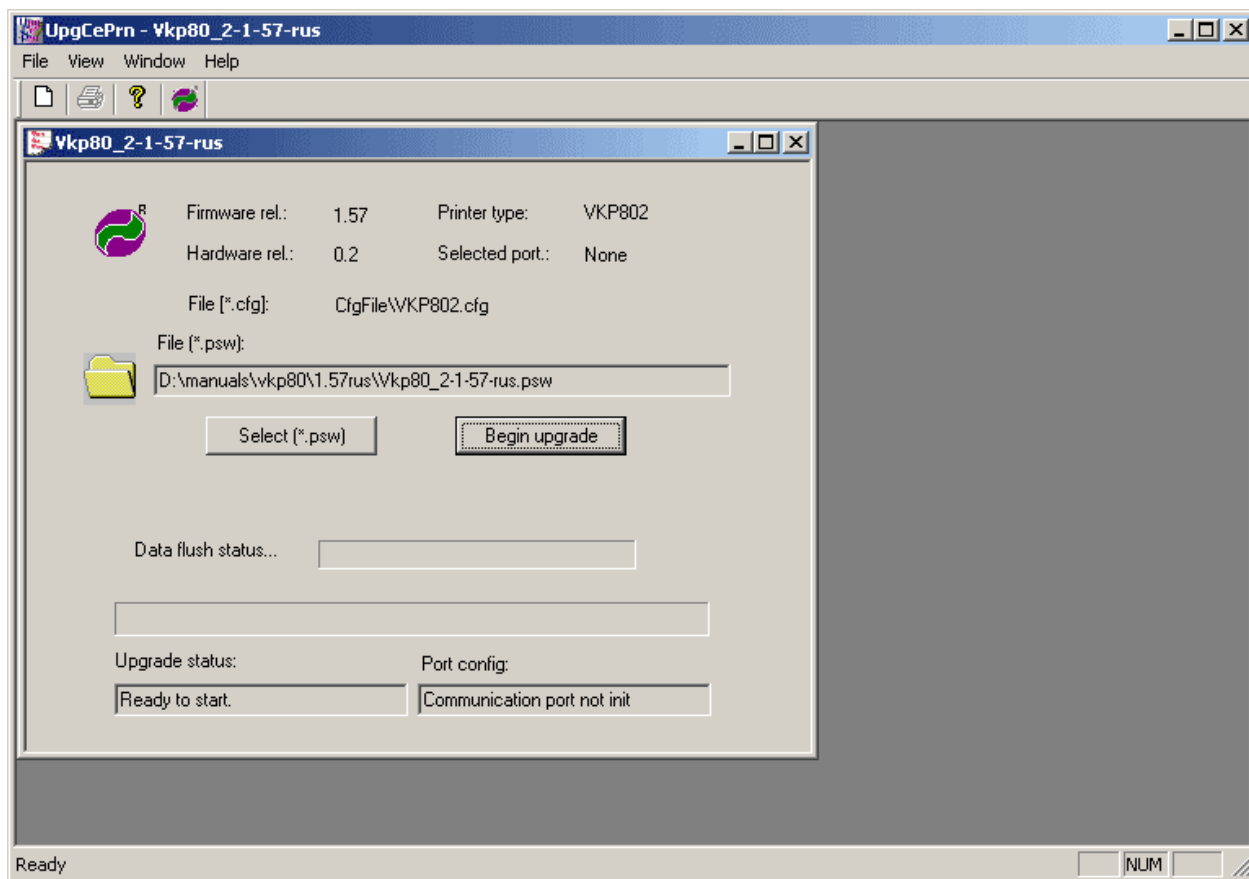 UpgCePrn - Vkp80_2-1-57-rus
File View Window Help
Vkp80_2-1-57-rus
R
Firmware rel.: 1.57 Printer type: VKP802
Hardware rel.: 0.2 Selected port.: None
File [*.cfg]: CfgFile\VKP802.cfg
File (*.psw):
D:\manuals\vkp80\1.57rus\Vkp80_2-1-57-rus.psw
Select (*.psw) Begin upgrade
Data flush status...
Upgrade status: Port config:
Ready to start. Communication port not init
Ready NUM